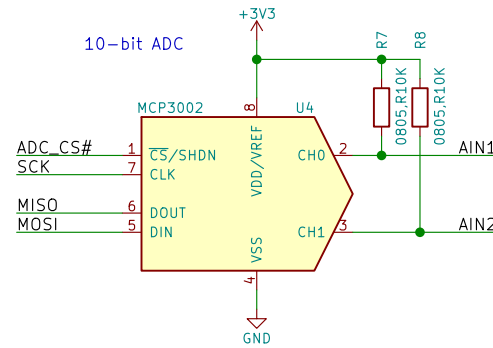 +3V3
10-bit ADC
R7
R8
0805,R10K
0805,R10K
MCP3002
U4
8
VDD/VREF
ADC_CS#
1
CS/SHDN
CH0
2
AIN1
SCK
7
CLK
MISO
6
DOUT
MOSI
5
DIN
CH1
3
AIN2
VSS
4
GND